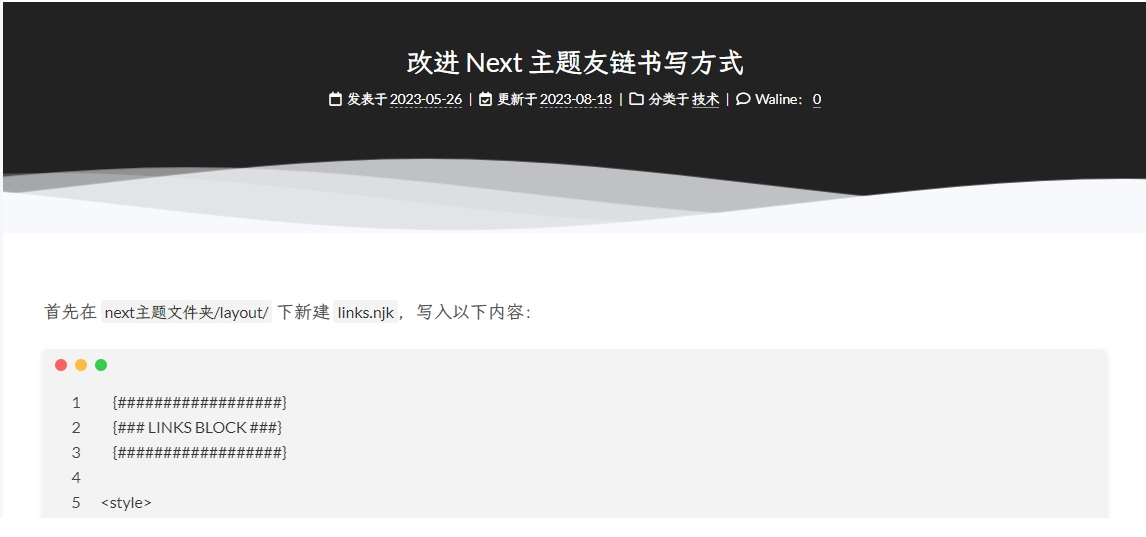 改进 Next 主题友链书写方式
发表于 2023-05-26 | 更新于 2023-08-18 | 分类于 技术 | Waline： 0
首先在 next主题文件夹/layout/ 下新建 links.njk ，写入以下内容：
1 {##################}
2 {### LINKS BLOCK ###}
3 {##################}
4
5 <style>